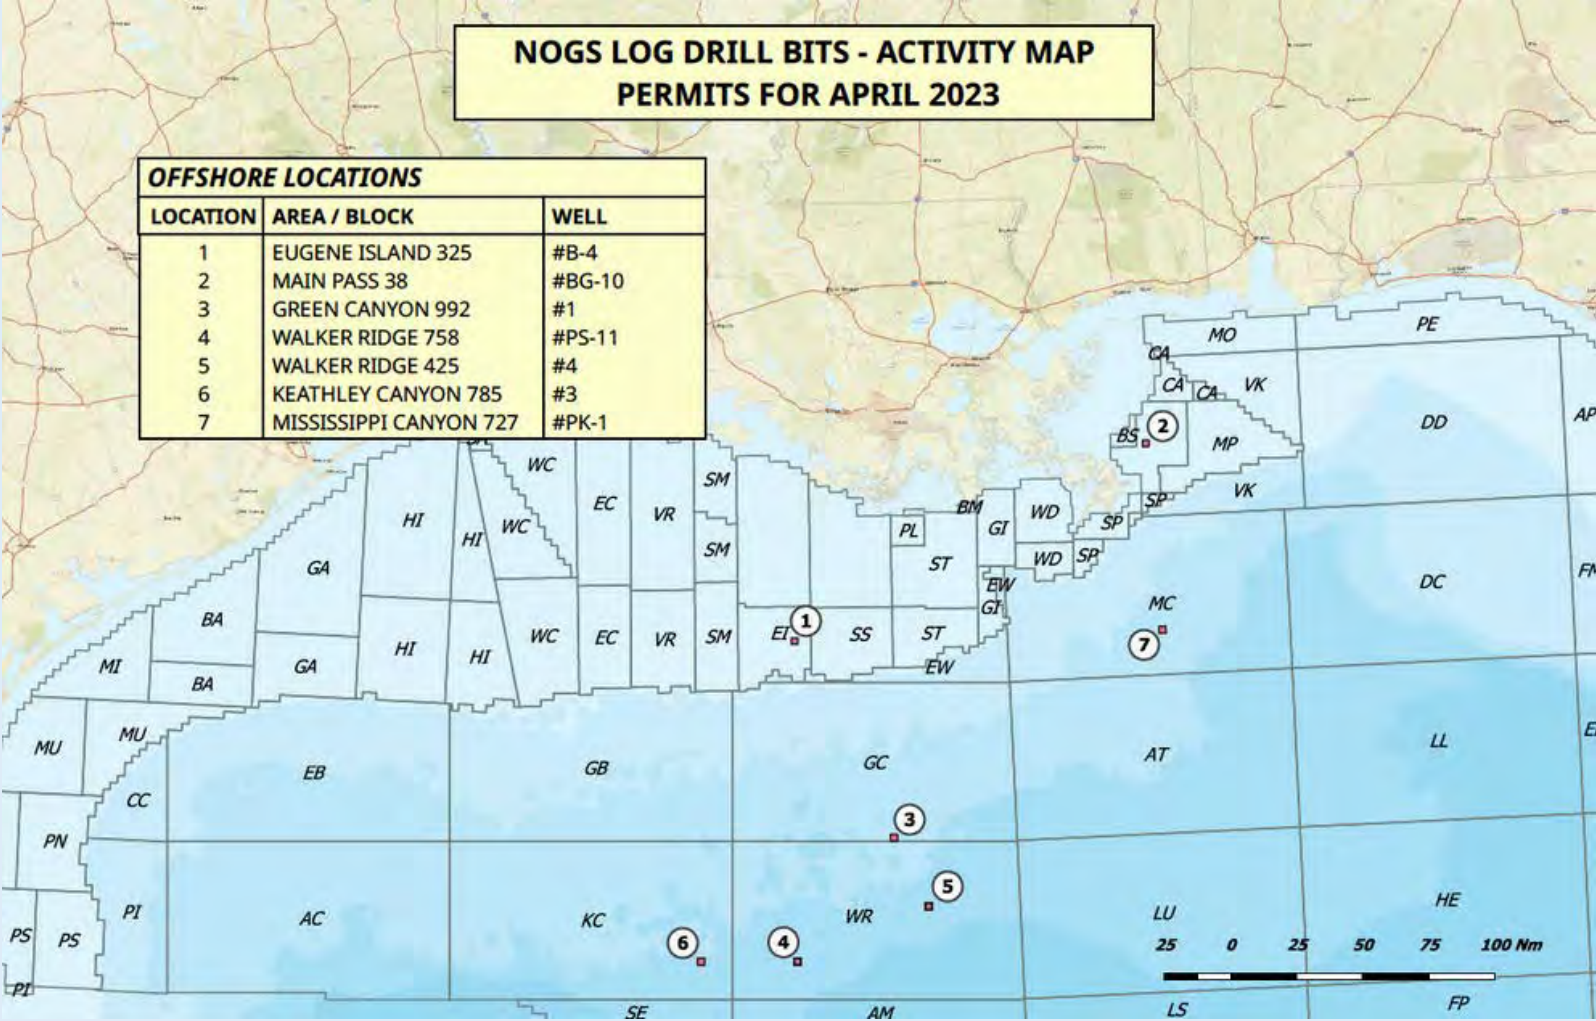 NOGS LOG DRILL BITS - ACTIVITY MAP
PERMITS FOR APRIL 2023
OFFSHORE LOCATIONS
LOCATION AREA / BLOCK WELL
1 EUGENE ISLAND 325 #B-4
2 MAIN PASS 38 #BG-10
3 GREEN CANYON 992 #1
4 WALKER RIDGE 758 #PS-11
5 WALKER RIDGE 425 #4
6 KEATHLEY CANYON 785 #3
7 MISSISSIPPI CANYON 727 #PK-1
MO PE
CA
CA CA VK
DD AP
BS 2 MP
WC SM
VK
HI WC EC VR SP
BM WD
HI PL GI SP
SM WD SP
GA ST
EW
GI
DC
MC
BA 1
HI HI WC EC VR SM EI SS ST
7
MI GA EW
BA
MU MU
EB GB GC AT LL
CC
3
PN
5
PI AC KC WR LU HE
PS PS 6 4
25 0 25 50 75 100 Nm
PI
SE AM LS FP